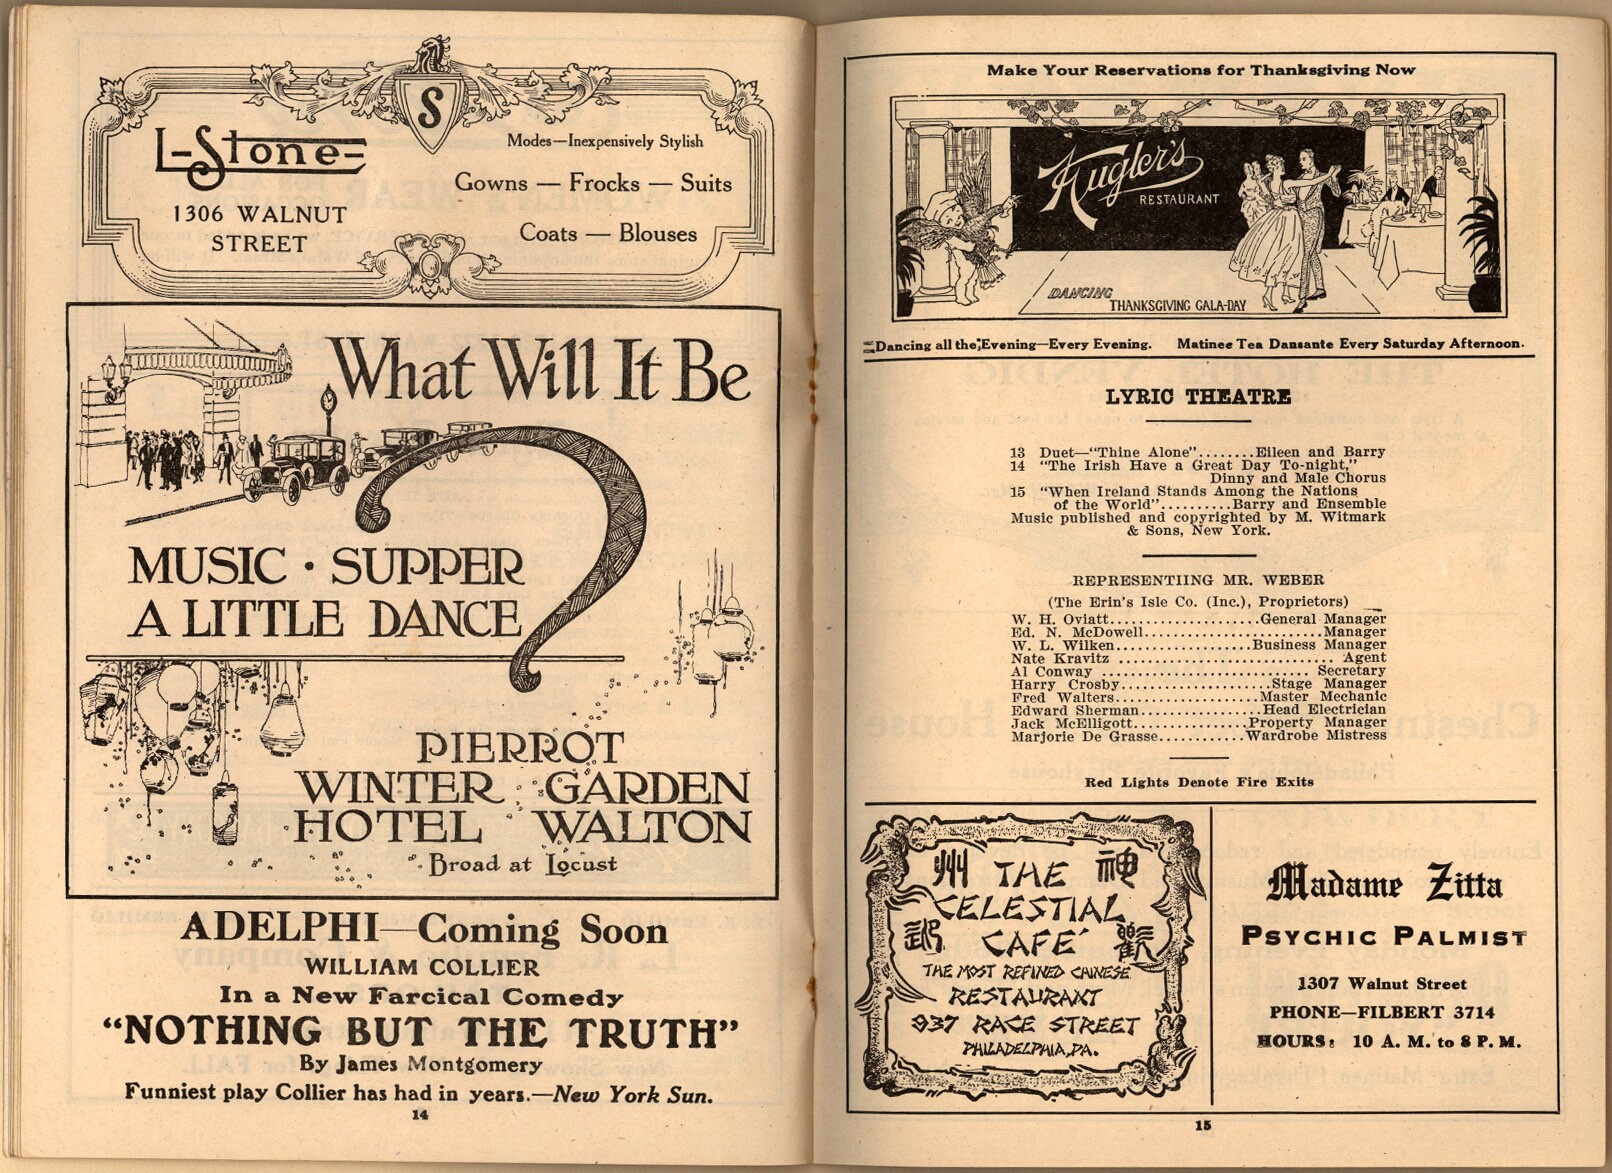 S
L-Stone-
1306 WALNUT
STREET
Modes—Inexpensively Stylish
Gowns — Frocks — Suits
Coats — Blouses
What Will It Be
MUSIC · SUPPER
A LITTLE DANCE
?
PIERROT
WINTER GARDEN
HOTEL WALTON
Broad at Locust
ADELPHI—Coming Soon
WILLIAM COLLIER
In a New Farcical Comedy
"NOTHING BUT THE TRUTH"
By James Montgomery
Funniest play Collier has had in years.—New York Sun.
14
Make Your Reservations for Thanksgiving Now
Kugler's
RESTAURANT
DANCING
THANKSGIVING GALA-DAY
Dancing all the Evening—Every Evening. Matinee Tea Dansante Every Saturday Afternoon.
LYRIC THEATRE
13 Duet—"Thine Alone"........Eileen and Barry
14 "The Irish Have a Great Day To-night,"
Dinny and Male Chorus
15 "When Ireland Stands Among the Nations
of the World"..........Barry and Ensemble
Music published and copyrighted by M. Witmark
& Sons, New York.
REPRESENTIING MR. WEBER
(The Erin's Isle Co. (Inc.), Proprietors)
W. H. Oviatt.....................General Manager
Ed. N. McDowell.........................Manager
W. L. Wilken...................Business Manager
Nate Kravitz .............................. Agent
Al Conway ............................. Secretary
Harry Crosby.....................Stage Manager
Fred Walters....................Master Mechanic
Edward Sherman.................Head Electrician
Jack McElligott................Property Manager
Marjorie De Grasse...........Wardrobe Mistress
Red Lights Denote Fire Exits
州 THE 神
CELESTIAL
CAFE´
THE MOST REFINED CHINESE
RESTAURANT
937 RACE STREET
PHILADELPHIA, PA.
Madame Zitta
PSYCHIC PALMIST
1307 Walnut Street
PHONE—FILBERT 3714
HOURS: 10 A. M. to 8 P. M.
15